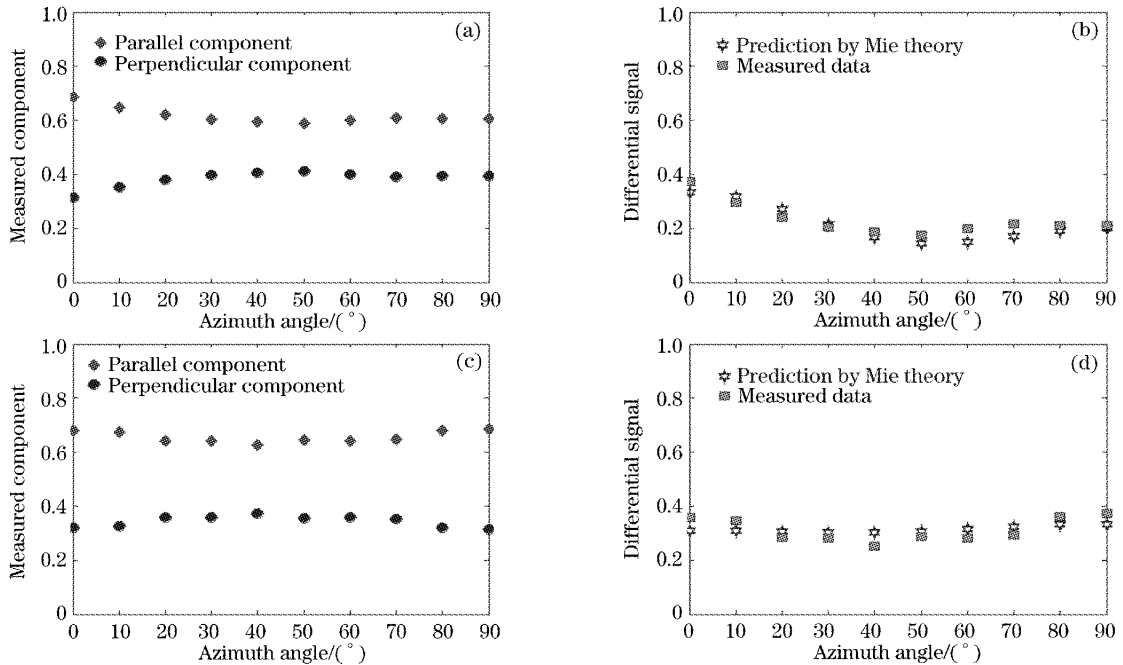 (a)
Parallel component
Perpendicular component
Measured component
1.0
0.8
0.6
0.4
0.2
0
0 10 20 30 40 50 60 70 80 90
Azimuth angle/(°)
(b)
Prediction by Mie theory
Measured data
Differential signal
1.0
0.8
0.6
0.4
0.2
0
0 10 20 30 40 50 60 70 80 90
Azimuth angle/(°)
(c)
Parallel component
Perpendicular component
Measured component
1.0
0.8
0.6
0.4
0.2
0
0 10 20 30 40 50 60 70 80 90
Azimuth angle/(°)
(d)
Prediction by Mie theory
Measured data
Differential signal
1.0
0.8
0.6
0.4
0.2
0
0 10 20 30 40 50 60 70 80 90
Azimuth angle/(°)